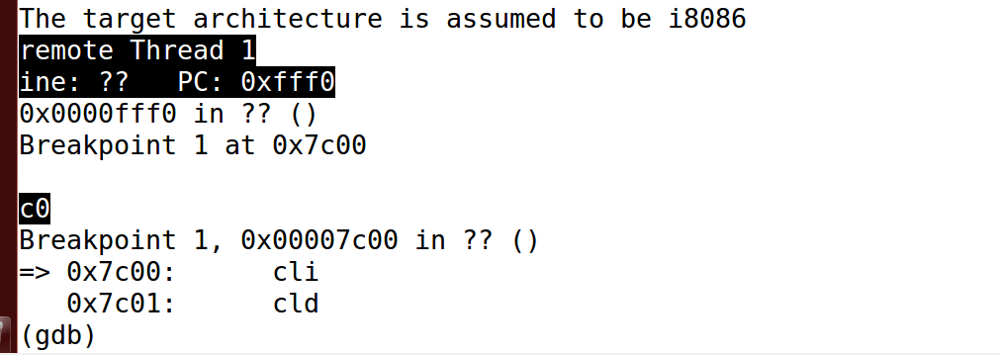 The target architecture is assumed to be i8086
remote Thread 1
ine: ?? PC: 0xfff0
0x0000fff0 in ?? ()
Breakpoint 1 at 0x7c00
c0
Breakpoint 1, 0x00007c00 in ?? ()
=> 0x7c00: cli
0x7c01: cld
(gdb)